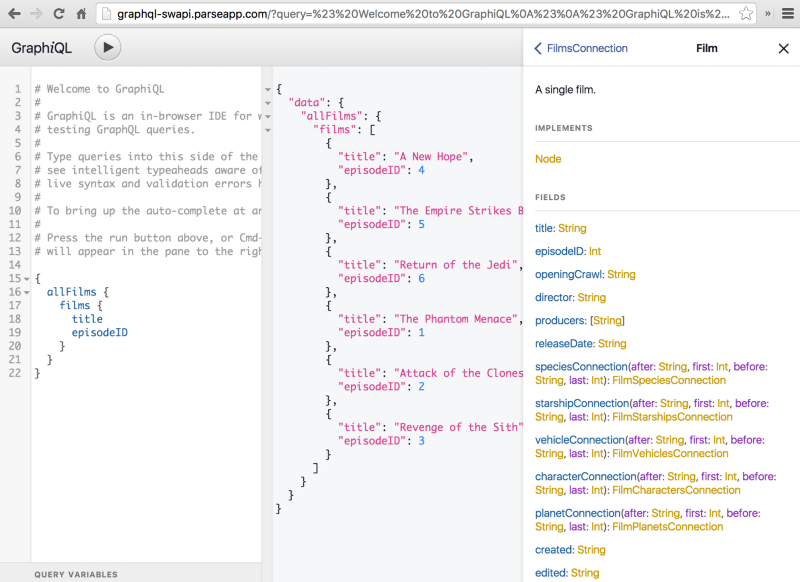 graphql-swapi.parseapp.com/?query=%23%20Welcome%20to%20GraphiQL%0A%23%0A%23%20GraphiQL%20is%2...
GraphiQL
1 # Welcome to GraphiQL
2 #
3 # GraphiQL is an in-browser IDE for w
4 # testing GraphQL queries.
5 #
6 # Type queries into this side of the
7 # see intelligent typeaheads aware of
8 # live syntax and validation errors h
9 #
10 # To bring up the auto-complete at an
11 #
12 # Press the run button above, or Cmd-
13 # will appear in the pane to the righ
14
15 {
16 allFilms {
17 films {
18 title
19 episodeID
20 }
21 }
22 }
QUERY VARIABLES
{
"data": {
"allFilms": {
"films": [
{
"title": "A New Hope",
"episodeID": 4
},
{
"title": "The Empire Strikes B
"episodeID": 5
},
{
"title": "Return of the Jedi",
"episodeID": 6
},
{
"title": "The Phantom Menace",
"episodeID": 1
},
{
"title": "Attack of the Clones
"episodeID": 2
},
{
"title": "Revenge of the Sith"
"episodeID": 3
}
]
}
}
}
FilmsConnection
Film
A single film.
IMPLEMENTS
Node
FIELDS
title: String
episodeID: Int
openingCrawl: String
director: String
producers: [String]
releaseDate: String
speciesConnection(after: String, first: Int, before:
String, last: Int): FilmSpeciesConnection
starshipConnection(after: String, first: Int, before:
String, last: Int): FilmStarshipsConnection
vehicleConnection(after: String, first: Int, before:
String, last: Int): FilmVehiclesConnection
characterConnection(after: String, first: Int, before:
String, last: Int): FilmCharactersConnection
planetConnection(after: String, first: Int, before:
String, last: Int): FilmPlanetsConnection
created: String
edited: String